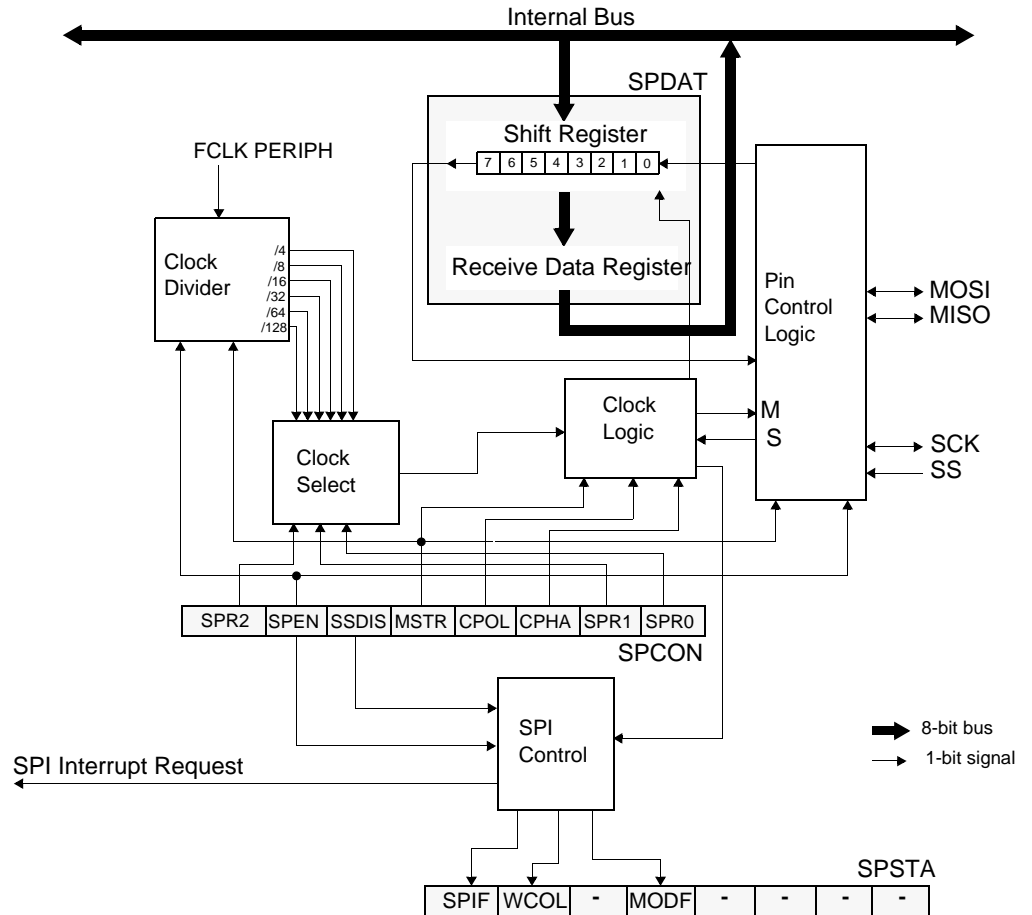 Internal Bus
SPDAT
Shift Register
7 6 5 4 3 2 1 0
FCLK PERIPH
Clock
Divider
/4
/8
/16
/32
/64
/128
Receive Data Register
Pin
Control
Logic
MOSI
MISO
Clock
Logic
M
S
SCK
SS
Clock
Select
SPR2 SPEN SSDIS MSTR CPOL CPHA SPR1 SPR0
SPCON
SPI
Control
8-bit bus
1-bit signal
SPI Interrupt Request
SPSTA
SPIF WCOL - MODF - - - -